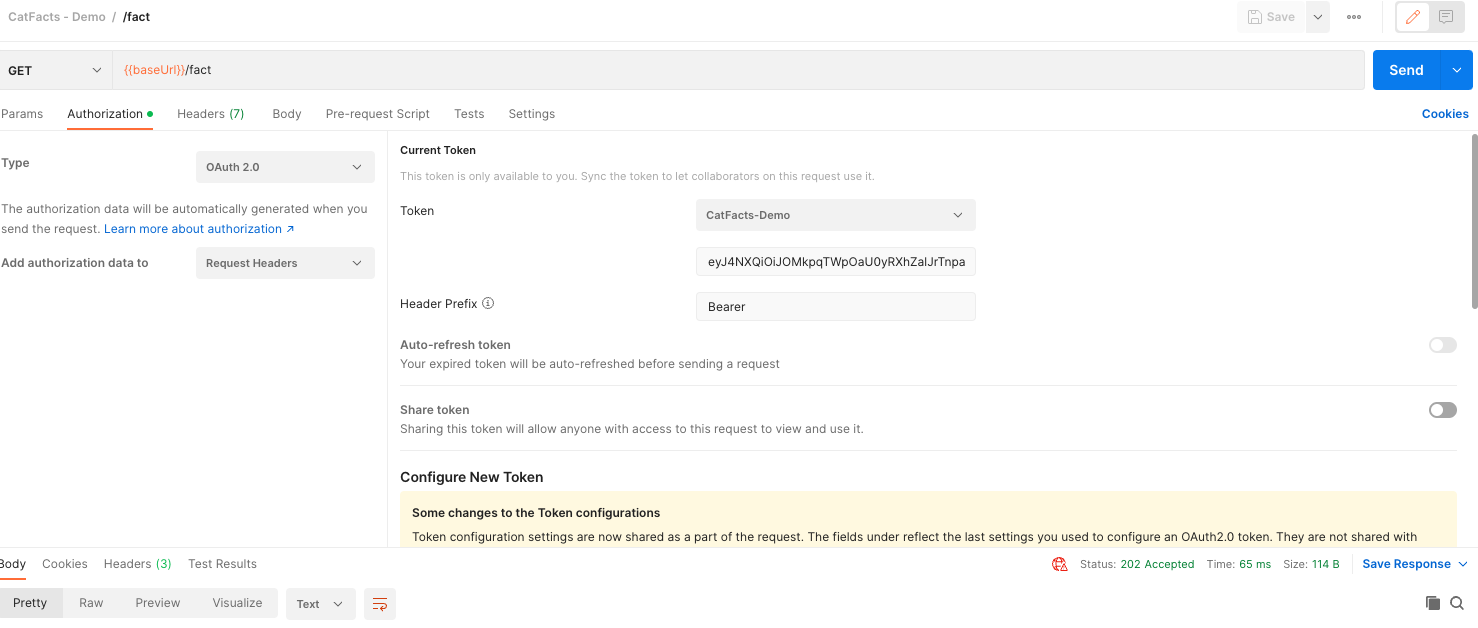 CatFacts - Demo / /fact
Save
GET {{baseUrl}}/fact Send
Params Authorization Headers (7) Body Pre-request Script Tests Settings Cookies
Type OAuth 2.0
The authorization data will be automatically generated when you
send the request. Learn more about authorization ↗
Add authorization data to Request Headers
Current Token
This token is only available to you. Sync the token to let collaborators on this request use it.
Token CatFacts-Demo
eyJ4NXQiOiJOMkpqTWpOaU0yRXhZalJrTnpa
Header Prefix Bearer
Auto-refresh token
Your expired token will be auto-refreshed before sending a request
Share token
Sharing this token will allow anyone with access to this request to view and use it.
Configure New Token
Some changes to the Token configurations
Token configuration settings are now shared as a part of the request. The fields under reflect the last settings you used to configure an OAuth2.0 token. They are not shared with
Body Cookies Headers (3) Test Results Status: 202 Accepted Time: 65 ms Size: 114 B Save Response
Pretty Raw Preview Visualize Text